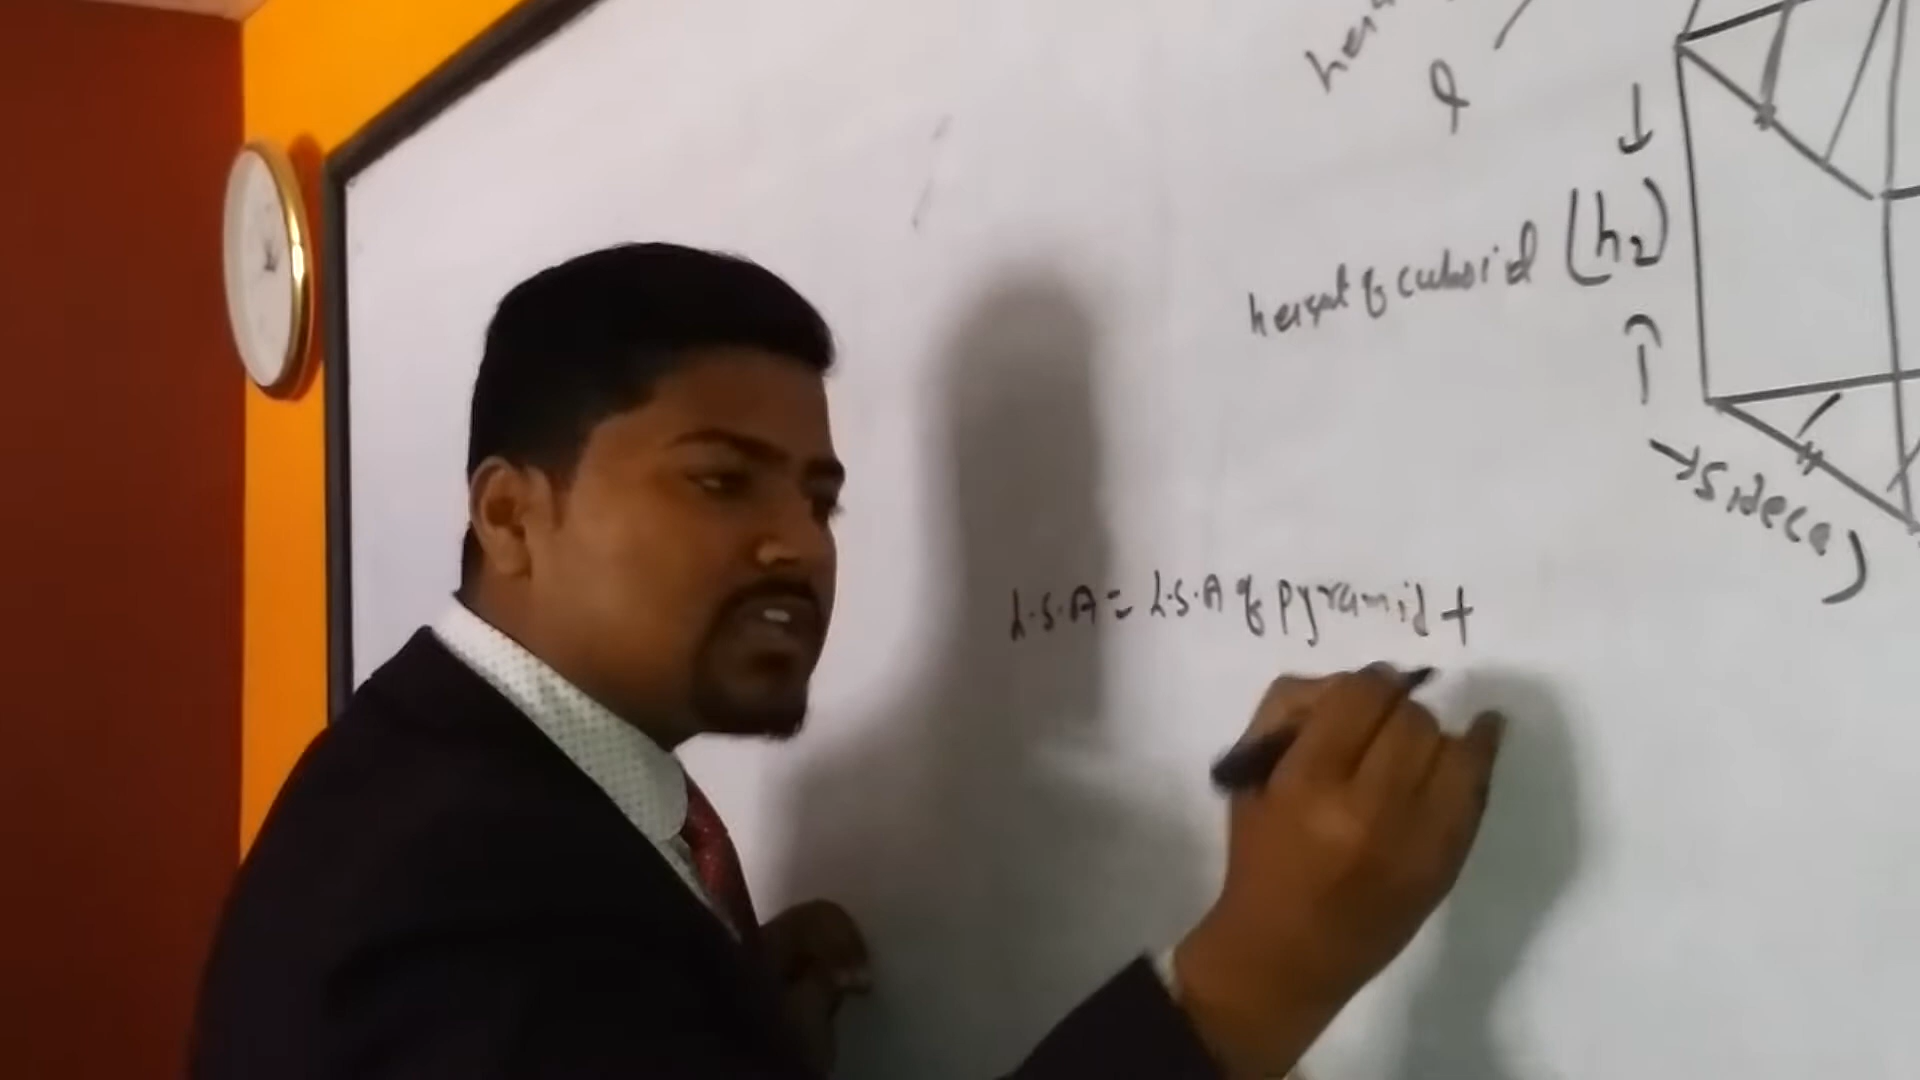 height of cuboid (h2)
side(a)
L.S.A = L.S.A of pyramid +